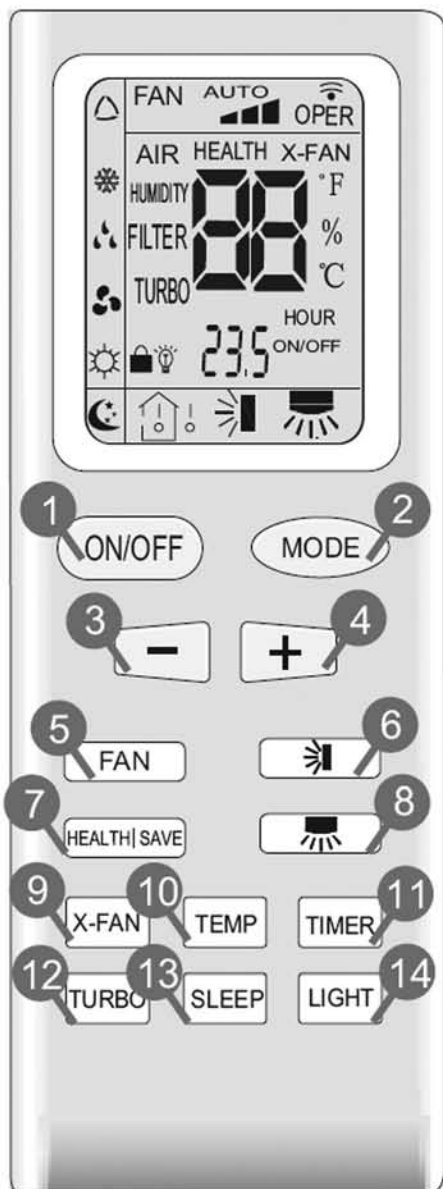 FAN AUTO OPER
AIR HEALTH X-FAN
HUMIDITY 88 °F
FILTER %
TURBO °C
HOUR
23.5 ON/OFF
1 2
ON/OFF MODE
3 4
− +
5 6
FAN
7 8
HEALTH|SAVE
9 10 11
X-FAN TEMP TIMER
12 13 14
TURBO SLEEP LIGHT